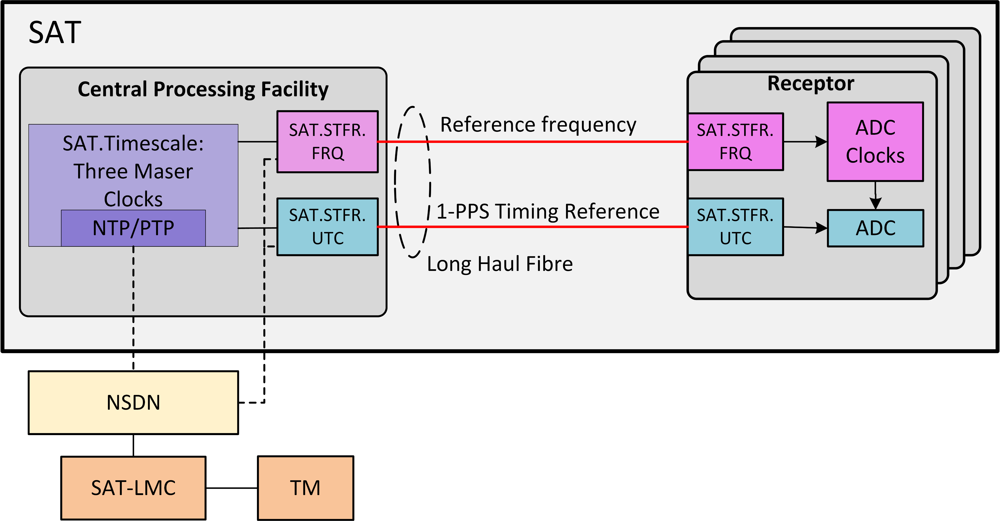 SAT
Central Processing Facility
SAT.Timescale:
Three Maser
Clocks
NTP/PTP
SAT.STFR.
FRQ
SAT.STFR.
UTC
Reference frequency
1-PPS Timing Reference
Long Haul Fibre
Receptor
SAT.STFR.
FRQ
ADC
Clocks
SAT.STFR.
UTC
ADC
NSDN
SAT-LMC
TM